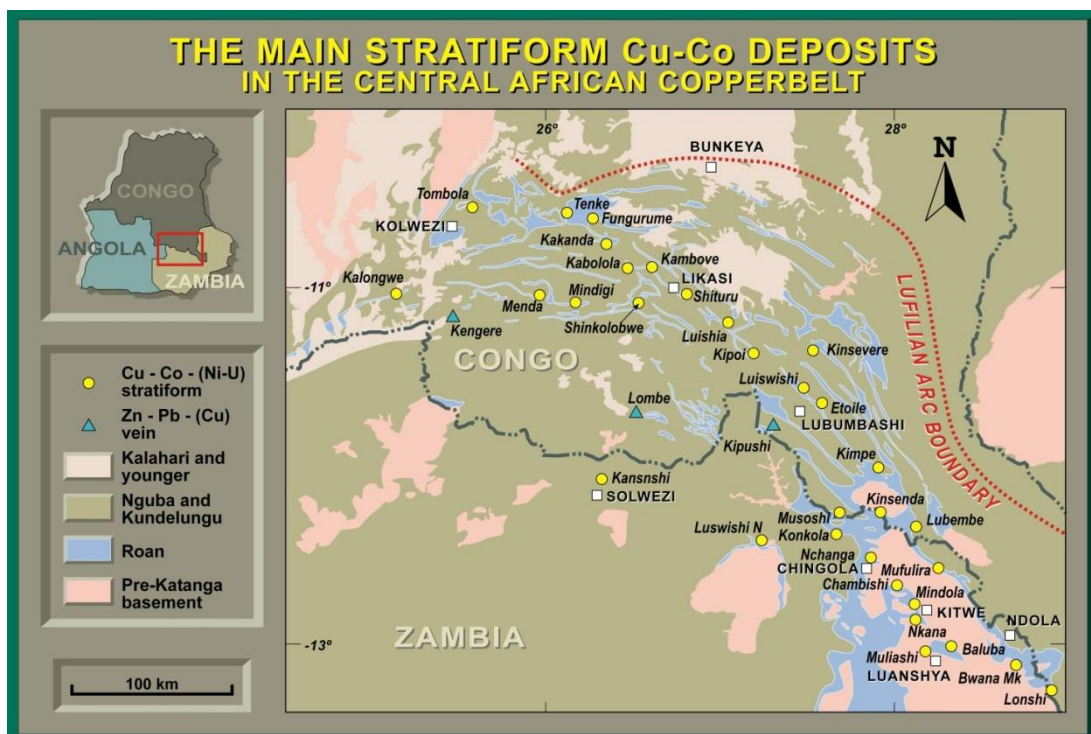 THE MAIN STRATIFORM Cu-Co DEPOSITS
IN THE CENTRAL AFRICAN COPPERBELT
CONGO
ANGOLA
ZAMBIA
Cu - Co - (Ni-U)
stratiform
Zn - Pb - (Cu)
vein
Kalahari and
younger
Nguba and
Kundelungu
Roan
Pre-Katanga
basement
100 km
26º
28º
BUNKEYA
N
Tombola
Tenke
Fungurume
KOLWEZI
Kakanda
Kabolola
Kambove
LIKASI
Kalongwe
-11º
Mindigi
Menda
Shituru
Kengere
Shinkolobwe
Luishia
CONGO
Kipoi
Kinsevere
LUFILIAN ARC BOUNDARY
Luiswishi
Lombe
Etoile
LUBUMBASHI
Kipushi
Kimpe
Kansnshi
SOLWEZI
Kinsenda
Musoshi
Lubembe
Luswishi N
Konkola
Nchanga
CHINGOLA
Mufulira
Chambishi
Mindola
KITWE
NDOLA
ZAMBIA
-13º
Nkana
Baluba
Muliashi
LUANSHYA
Bwana Mk
Lonshi